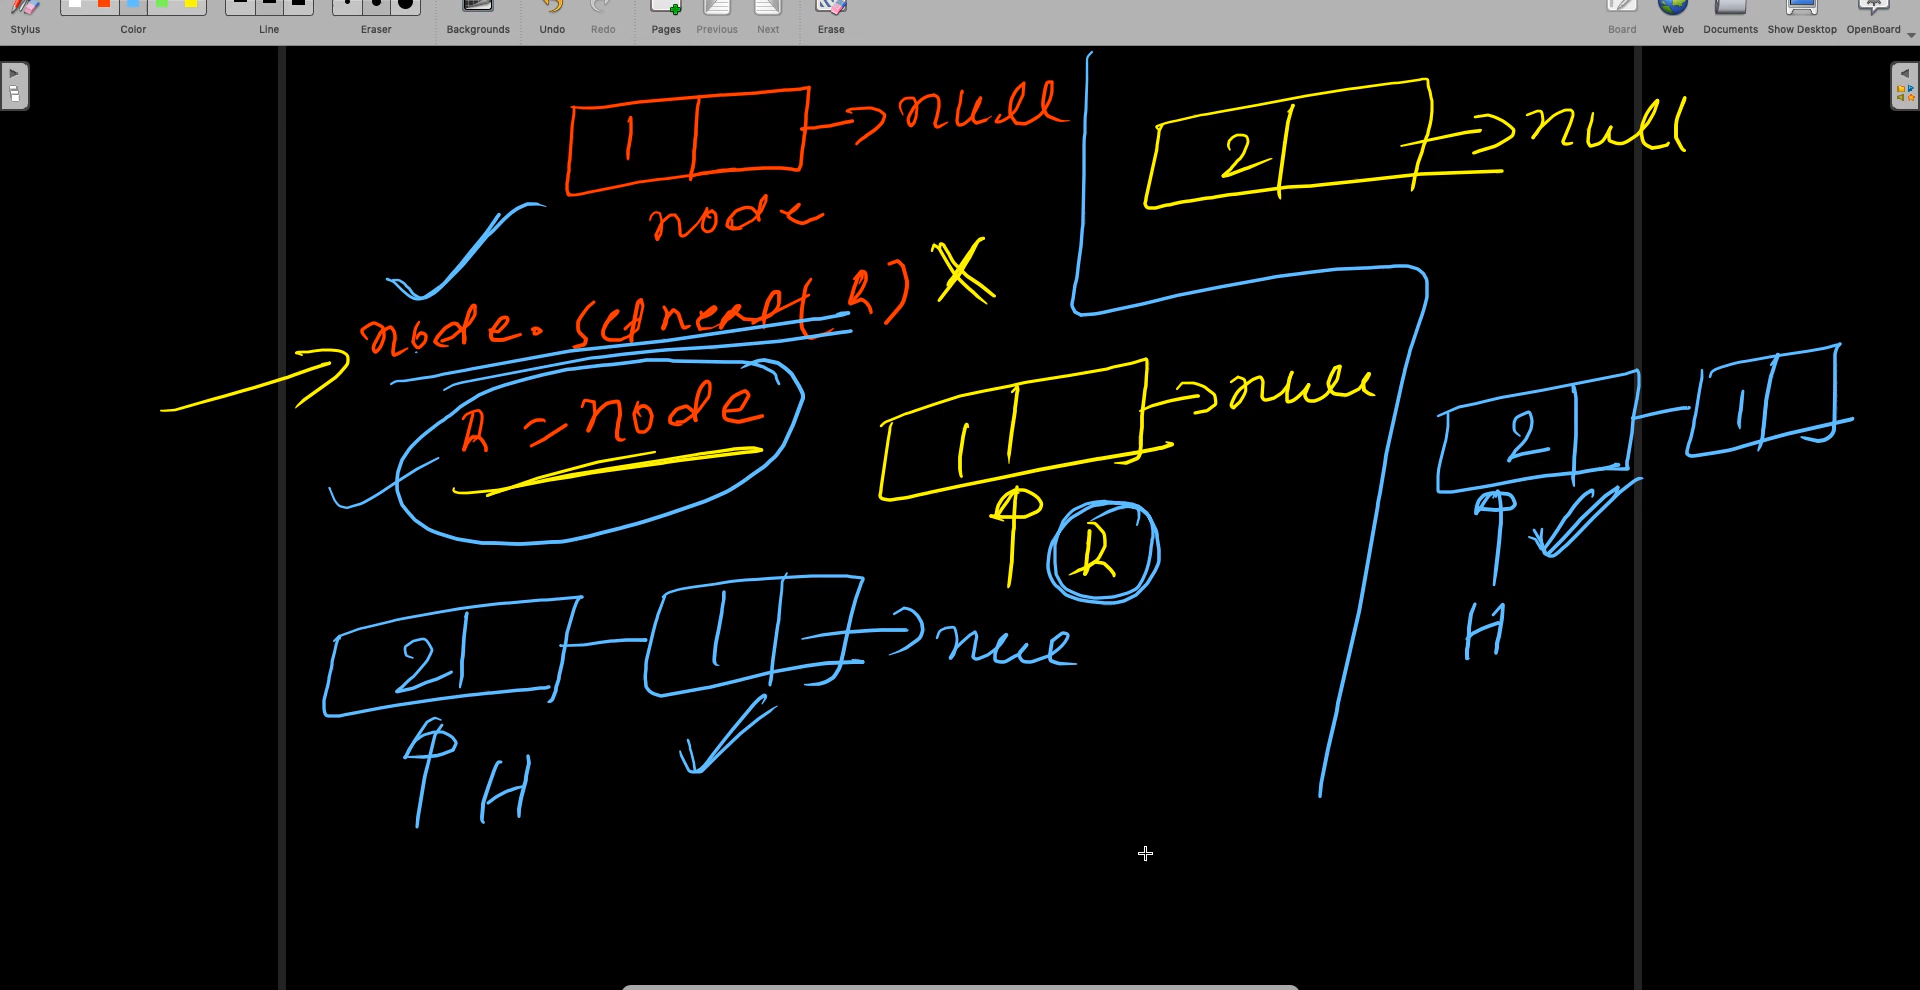 Stylus Color Line Eraser Backgrounds Undo Redo Pages Previous Next Erase Board Web Documents Show Desktop OpenBoard
1 null
node
2 null
node.setnext(h)
h = node
1 null
h
2 1
H
2 1 null
H